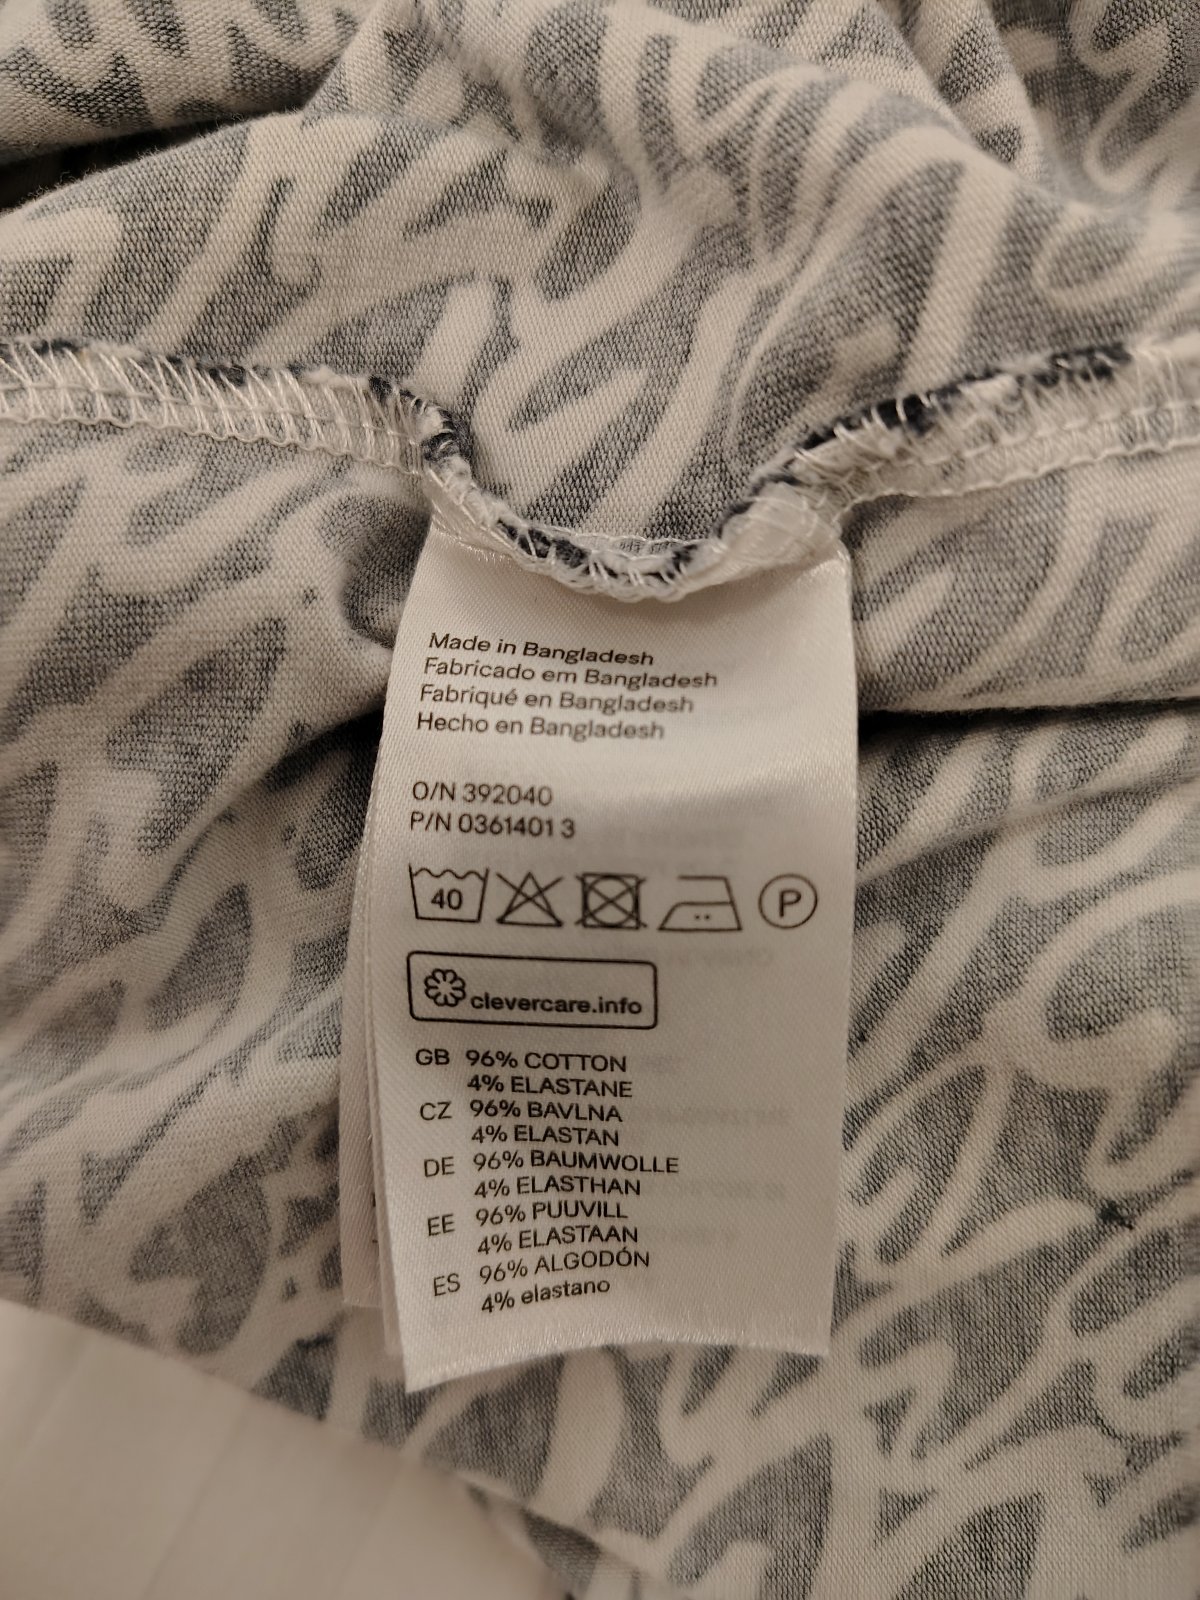 Made in Bangladesh
Fabricado em Bangladesh
Fabriqué en Bangladesh
Hecho en Bangladesh
O/N 392040
P/N 0361401 3
40 P
clevercare.info
GB 96% COTTON
4% ELASTANE
CZ 96% BAVLNA
4% ELASTAN
DE 96% BAUMWOLLE
4% ELASTHAN
EE 96% PUUVILL
4% ELASTAAN
ES 96% ALGODÓN
4% elastano